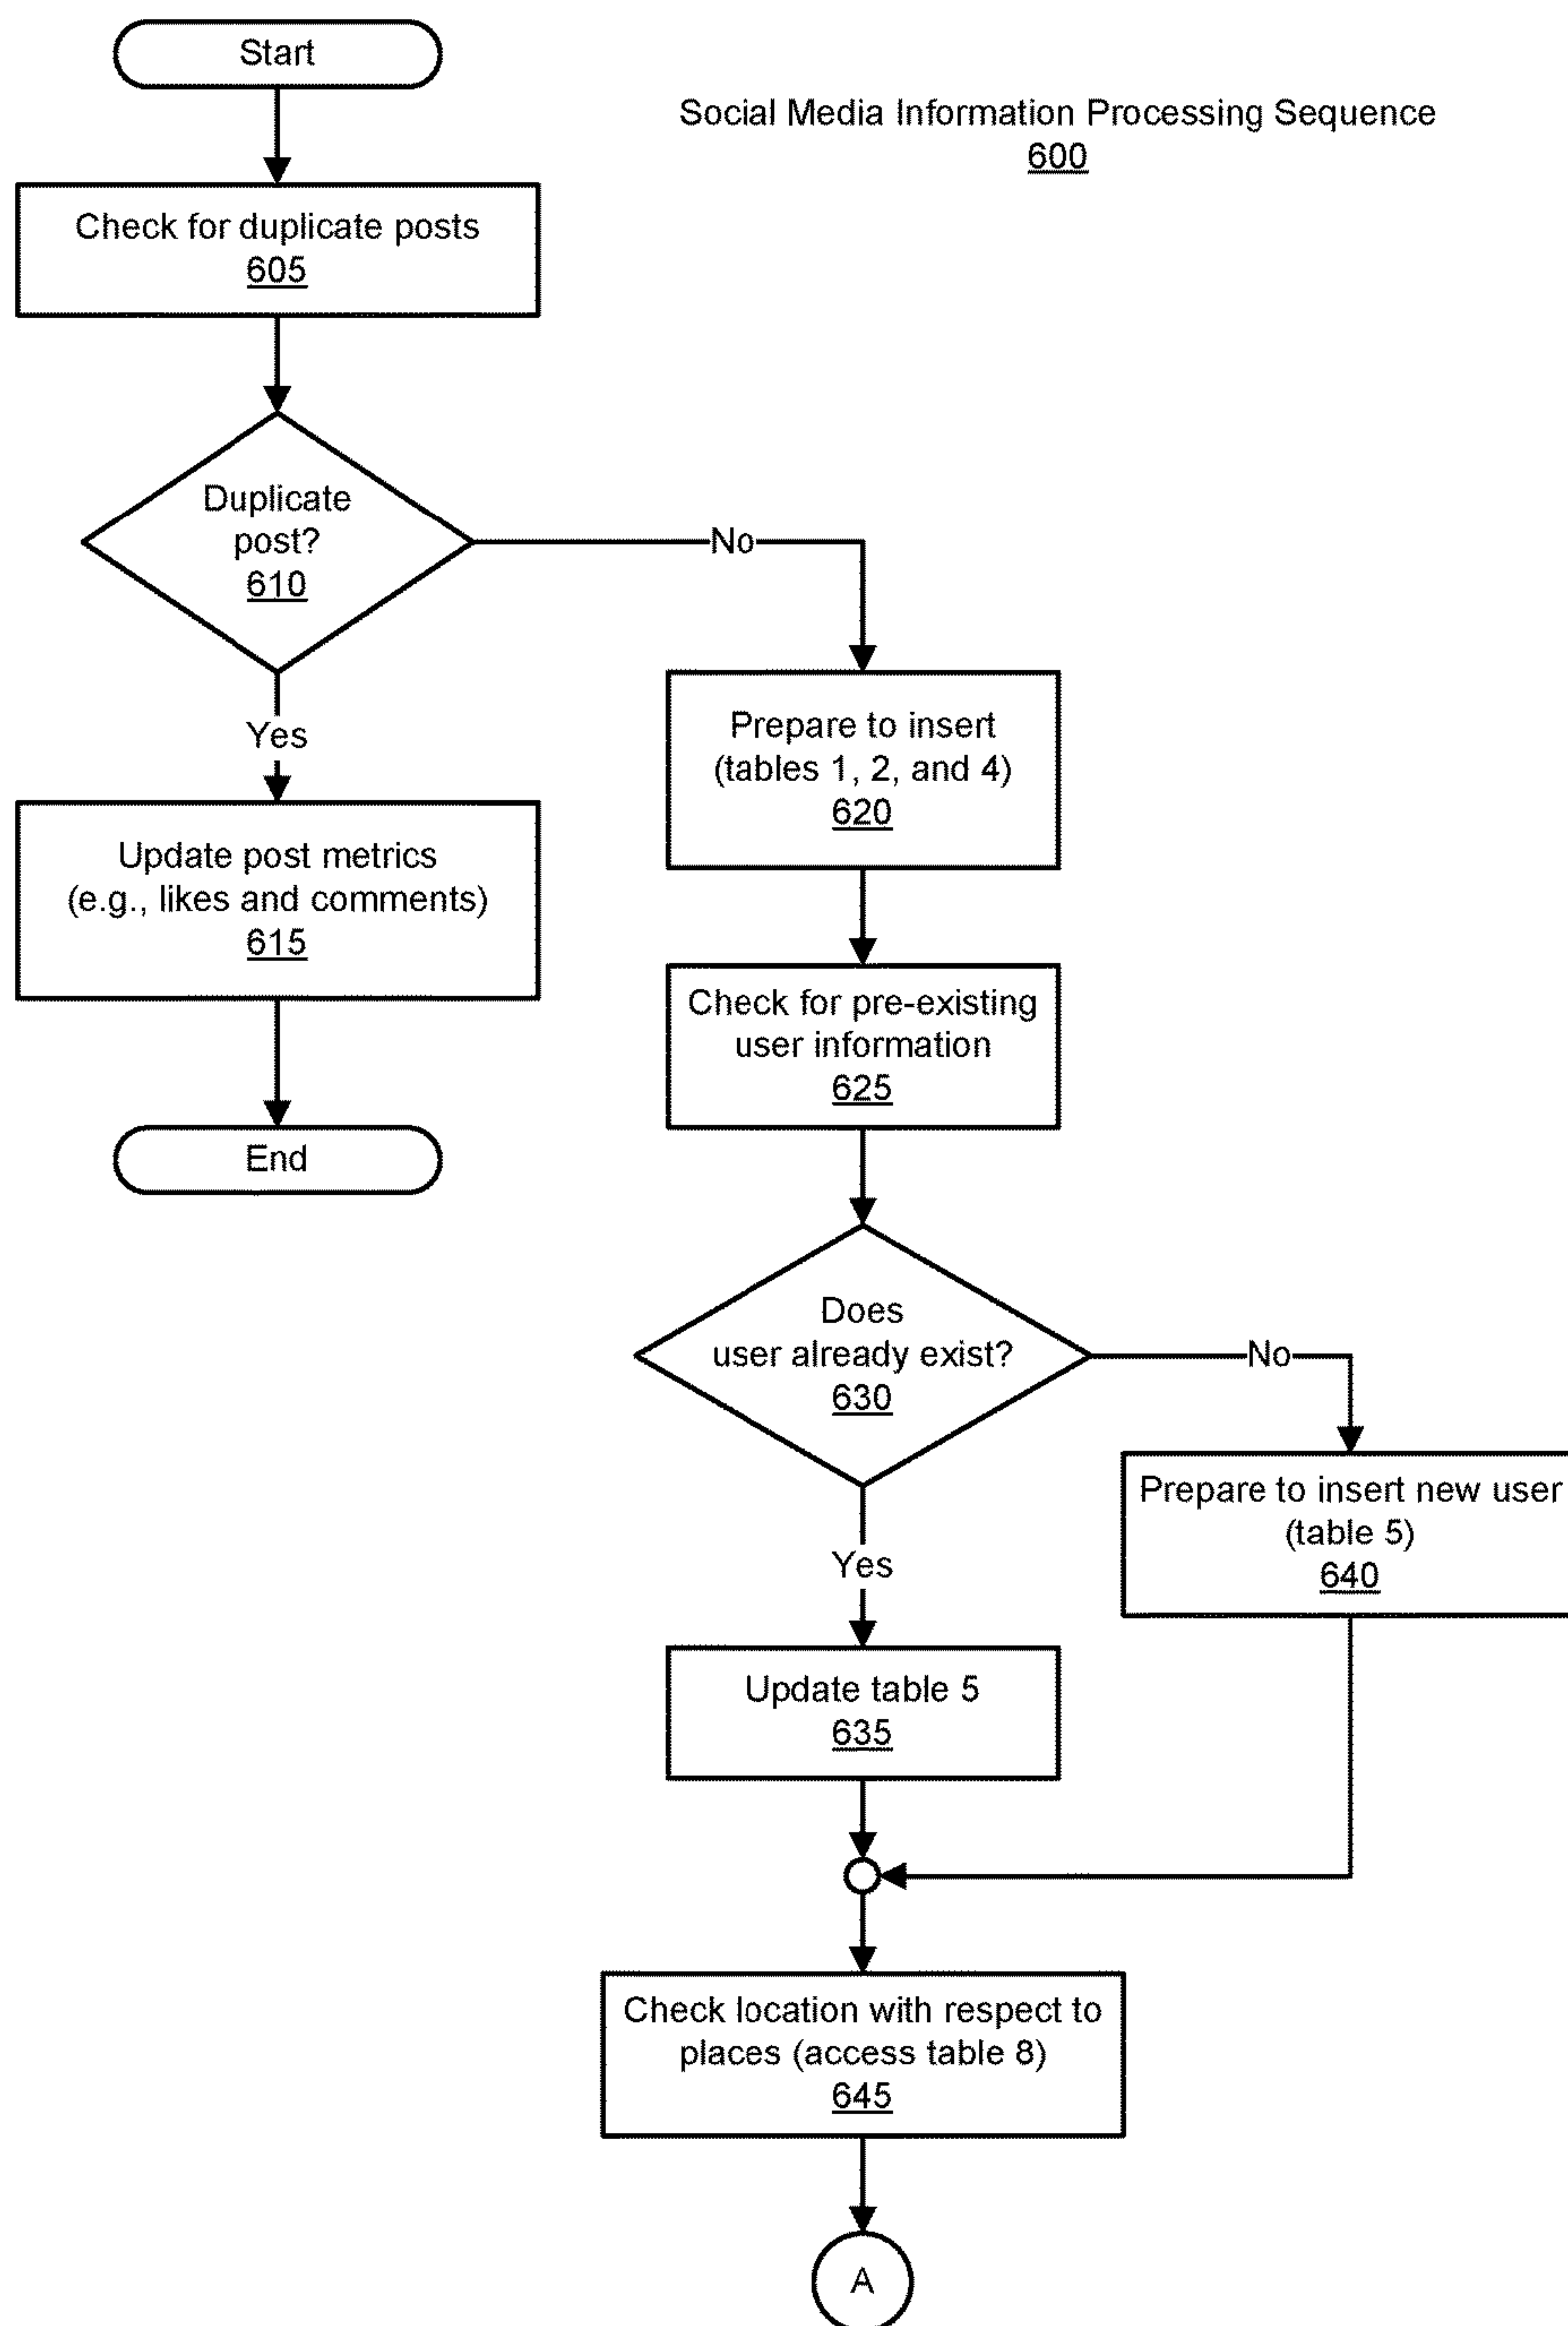 Start
Social Media Information Processing Sequence
600
Check for duplicate posts
605
Duplicate
post?
610
No
Yes
Prepare to insert
(tables 1, 2, and 4)
620
Update post metrics
(e.g., likes and comments)
615
Check for pre-existing
user information
625
End
Does
user already exist?
630
No
Prepare to insert new user
(table 5)
640
Yes
Update table 5
635
Check location with respect to
places (access table 8)
645
A